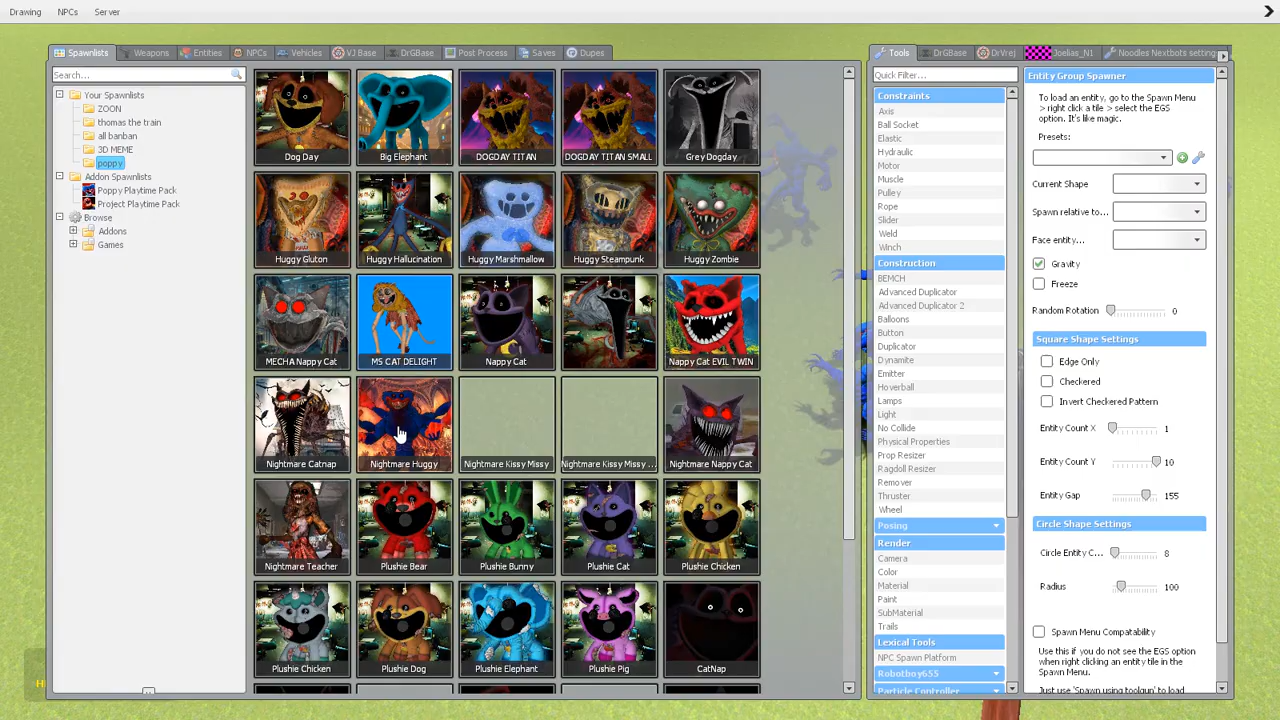 Drawing NPCs Server
Spawnlists Weapons Entities NPCs Vehicles VJ Base DrGBase Post Process Saves Dupes
Search...
Your Spawnlists
ZOON
thomas the train
all banban
3D MEME
poppy
Addon Spawnlists
Poppy Playtime Pack
Project Playtime Pack
Browse
Addons
Games
Dog Day Big Elephant DOGDAY TITAN DOGDAY TITAN SMALL Grey Dogday
Huggy Gluton Huggy Hallucination Huggy Marshmallow Huggy Steampunk Huggy Zombie
MECHA Nappy Cat MS CAT DELIGHT Nappy Cat Nappy Cat EVIL TWIN
Nightmare Catnap Nightmare Huggy Nightmare Kissy Missy Nightmare Kissy Missy ... Nightmare Nappy Cat
Nightmare Teacher Plushie Bear Plushie Bunny Plushie Cat Plushie Chicken
Plushie Chicken Plushie Dog Plushie Elephant Plushie Pig CatNap
Tools DrGBase DrVrej Joelias_N1 Noodles Nextbots settings
Quick Filter...
Constraints
Axis
Ball Socket
Elastic
Hydraulic
Motor
Muscle
Pulley
Rope
Slider
Weld
Winch
Construction
BEMCH
Advanced Duplicator
Advanced Duplicator 2
Balloons
Button
Duplicator
Dynamite
Emitter
Hoverball
Lamps
Light
No Collide
Physical Properties
Prop Resizer
Ragdoll Resizer
Remover
Thruster
Wheel
Posing
Render
Camera
Color
Material
Paint
SubMaterial
Trails
Lexical Tools
NPC Spawn Platform
Robotboy655
Particle Controller
Entity Group Spawner
To load an entity, go to the Spawn Menu
> right click a tile > select the EGS
option. It's like magic.
Presets:
Current Shape
Spawn relative to...
Face entity...
Gravity
Freeze
Random Rotation 0
Square Shape Settings
Edge Only
Checkered
Invert Checkered Pattern
Entity Count X 1
Entity Count Y 10
Entity Gap 155
Circle Shape Settings
Circle Entity C... 8
Radius 100
Spawn Menu Compatability
Use this if you do not see the EGS option
when right clicking an entity tile in the
Spawn Menu.
Just use 'Spawn using toolgun' to load